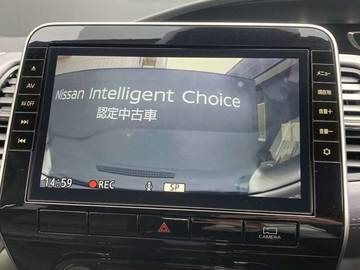 Nissan Intelligent Choice
認定中古車
14:59 REC SP
AV
AV OFF
メニュー
現在地
音量+
音量-
CAMERA